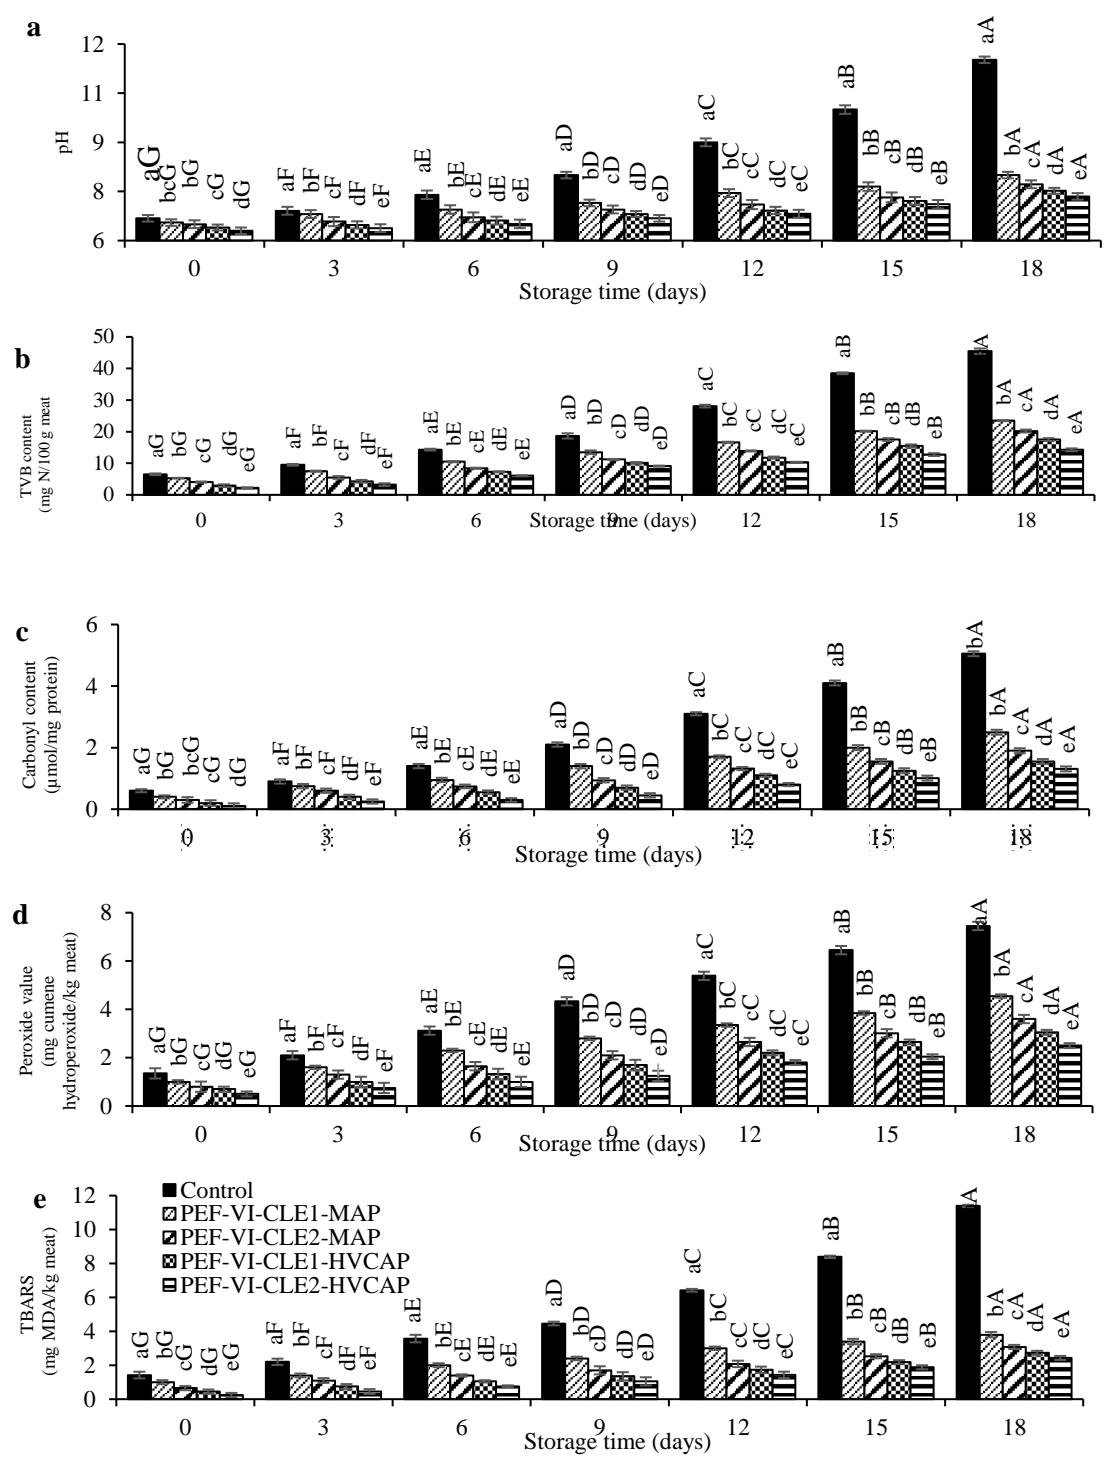 a
12
11
9
8
6
pH
aG bcG bG cG dG
aF bF cF dF eF
aE bE cE dE eE
aD bD cD dD eD
aC bC cC dC eC
aB bB cB dB eB
aA bA cA dA eA
0 3 6 9 12 15 18
Storage time (days)
b
50
40
30
20
10
0
TVB content
(mg N/100 g meat
aG bG cG dG eG
aF bF cF dF eF
aE bE cE dE eE
aD bD cD dD eD
aC bC cC dC eC
aB bB cB dB eB
A bA cA dA eA
0 3 6 9 12 15 18
Storage time (days)
c
6
4
2
0
Carbonyl content
(µmol/mg protein)
aG bG bcG cG dG
aF bF cF dF eF
aE bE cE dE eE
aD bD cD dD eD
aC bC cC dC eC
aB bB cB dB eB
bA bA cA dA eA
0 3 6 9 12 15 18
Storage time (days)
d
8
6
4
2
0
Peroxide value
(mg cumene
hydroperoxide/kg meat)
aG bG cG dG eG
aF bF cF dF eF
aE bE cE dE eE
aD bD cD dD eD
aC bC cC dC eC
aB bB cB dB eB
aA bA cA dA eA
0 3 6 9 12 15 18
Storage time (days)
e
Control
PEF-VI-CLE1-MAP
PEF-VI-CLE2-MAP
PEF-VI-CLE1-HVCAP
PEF-VI-CLE2-HVCAP
12
10
8
6
4
2
0
TBARS
(mg MDA/kg meat)
aG bG cG dG eG
aF bF cF dF eF
aE bE cE dE eE
aD bD cD dD eD
aC bC cC dC eC
aB bB cB dB eB
A bA cA dA eA
0 3 6 9 12 15 18
Storage time (days)